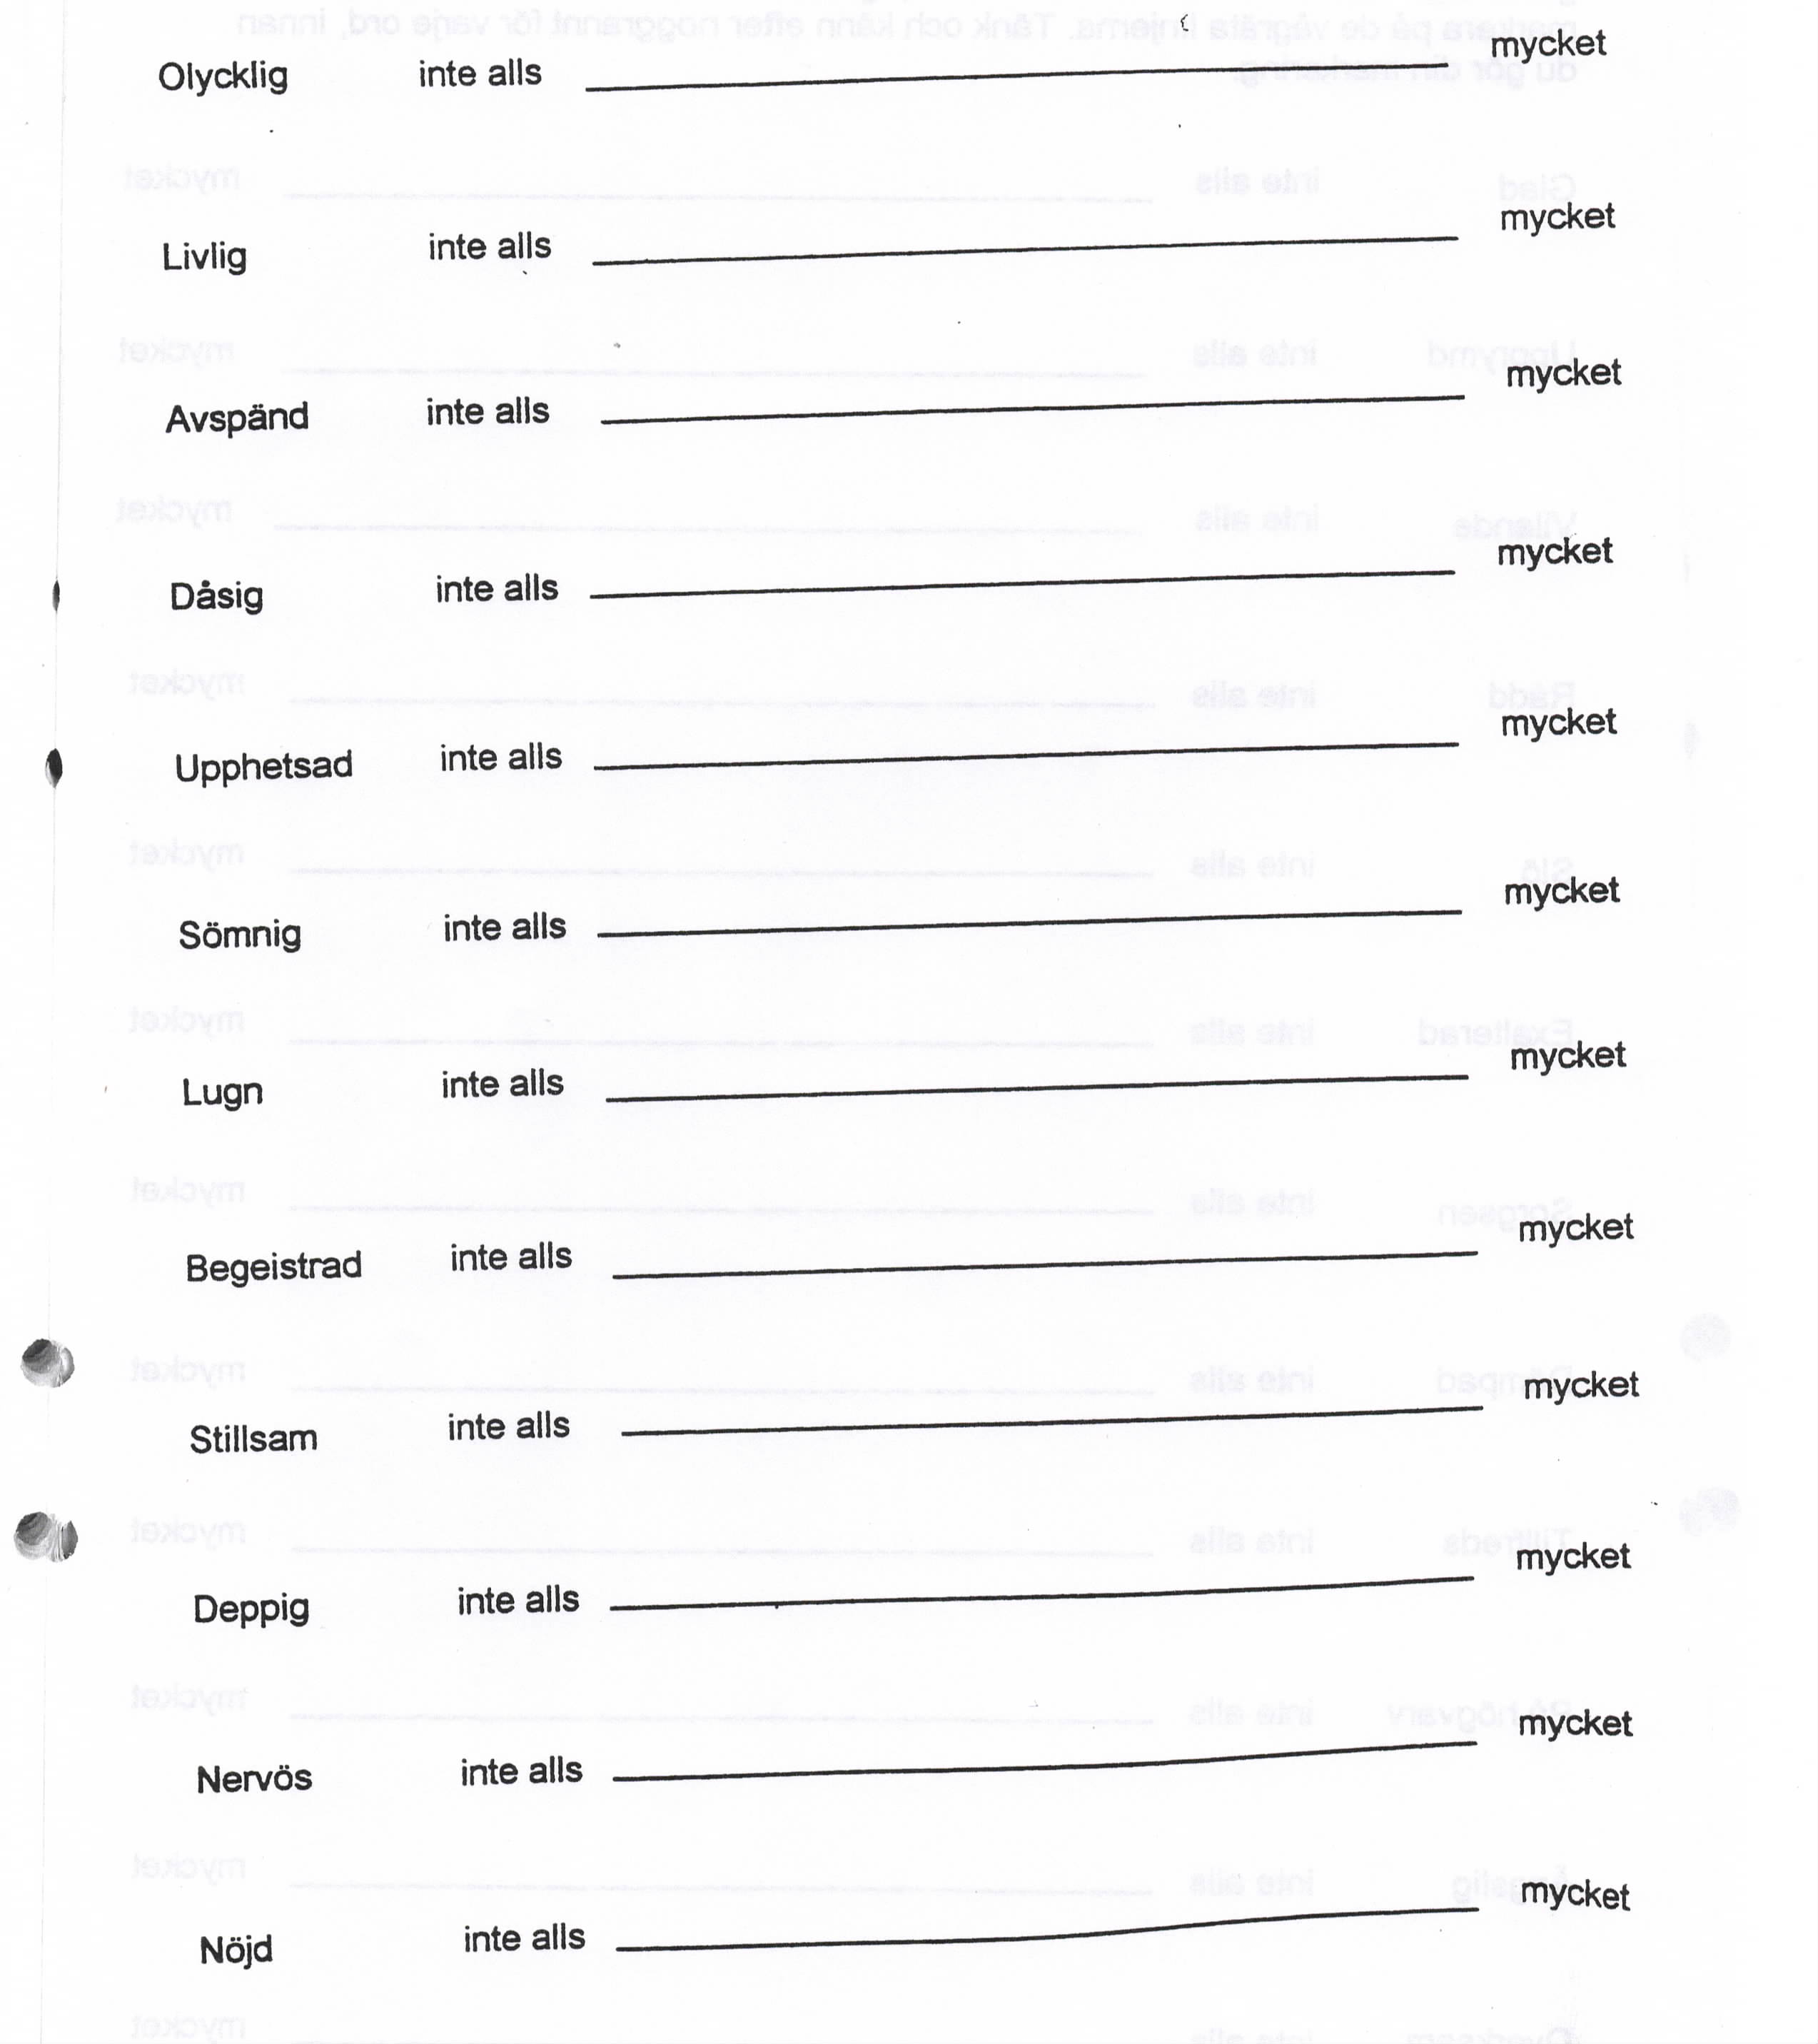 Olycklig inte alls mycket
Livlig inte alls mycket
Avspänd inte alls mycket
Dåsig inte alls mycket
Upphetsad inte alls mycket
Sömnig inte alls mycket
Lugn inte alls mycket
Begeistrad inte alls mycket
Stillsam inte alls mycket
Deppig inte alls mycket
Nervös inte alls mycket
Nöjd inte alls mycket